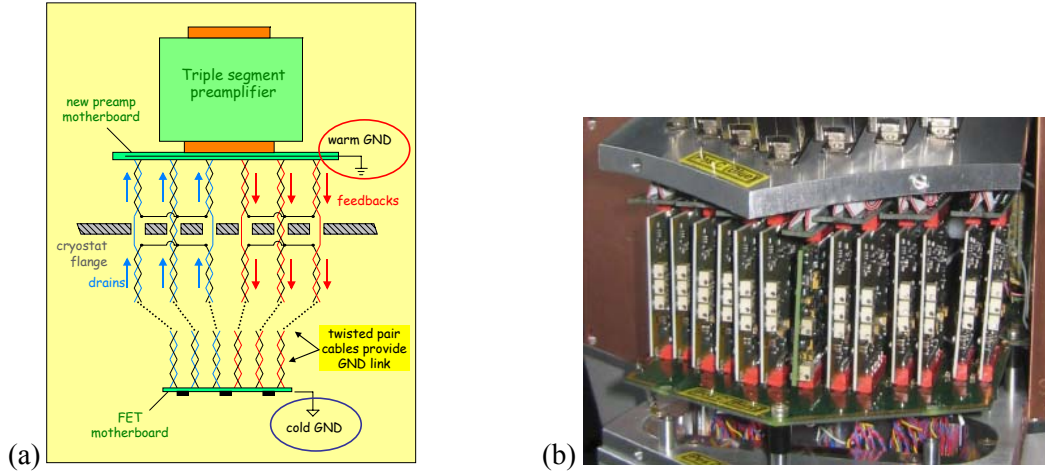 Triple segment
preamplifier
new preamp
motherboard
warm GND
feedbacks
cryostat
flange
drains
twisted pair
cables provide
GND link
FET
motherboard
cold GND
(a)
(b)